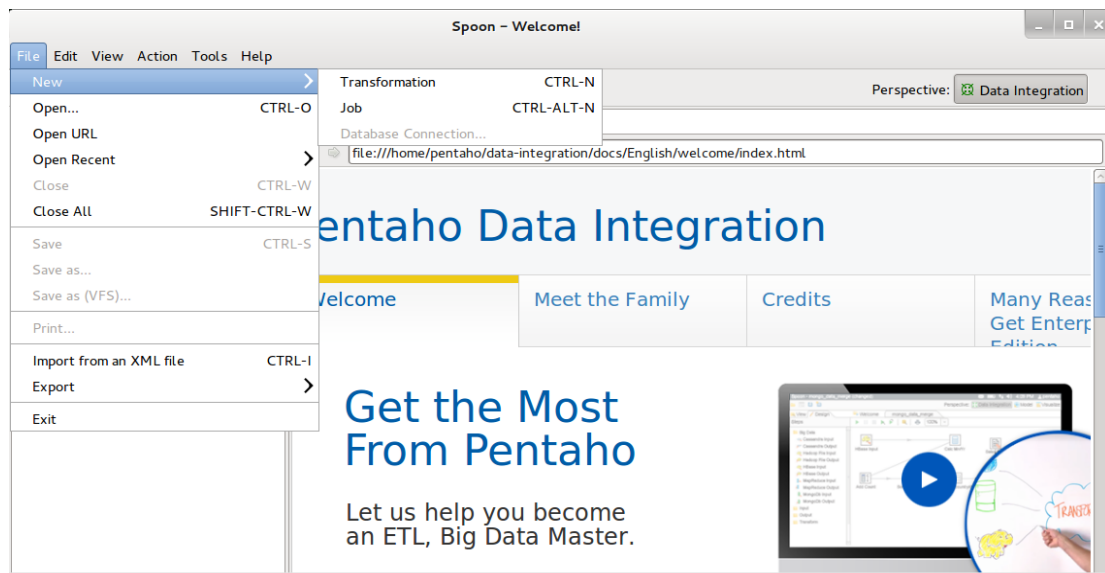 Spoon - Welcome!
File Edit View Action Tools Help
New
Transformation CTRL-N
Perspective: Data Integration
Open... CTRL-O
Job CTRL-ALT-N
Open URL
Database Connection...
Open Recent
file:///home/pentaho/data-integration/docs/English/welcome/index.html
Close CTRL-W
Close All SHIFT-CTRL-W
entaho Data Integration
Save CTRL-S
Save as...
Save as (VFS)...
elcome Meet the Family Credits Many Reas
Get Enterp
Edition
Print...
Import from an XML file CTRL-I
Export
Exit
Get the Most
From Pentaho
Let us help you become
an ETL, Big Data Master.